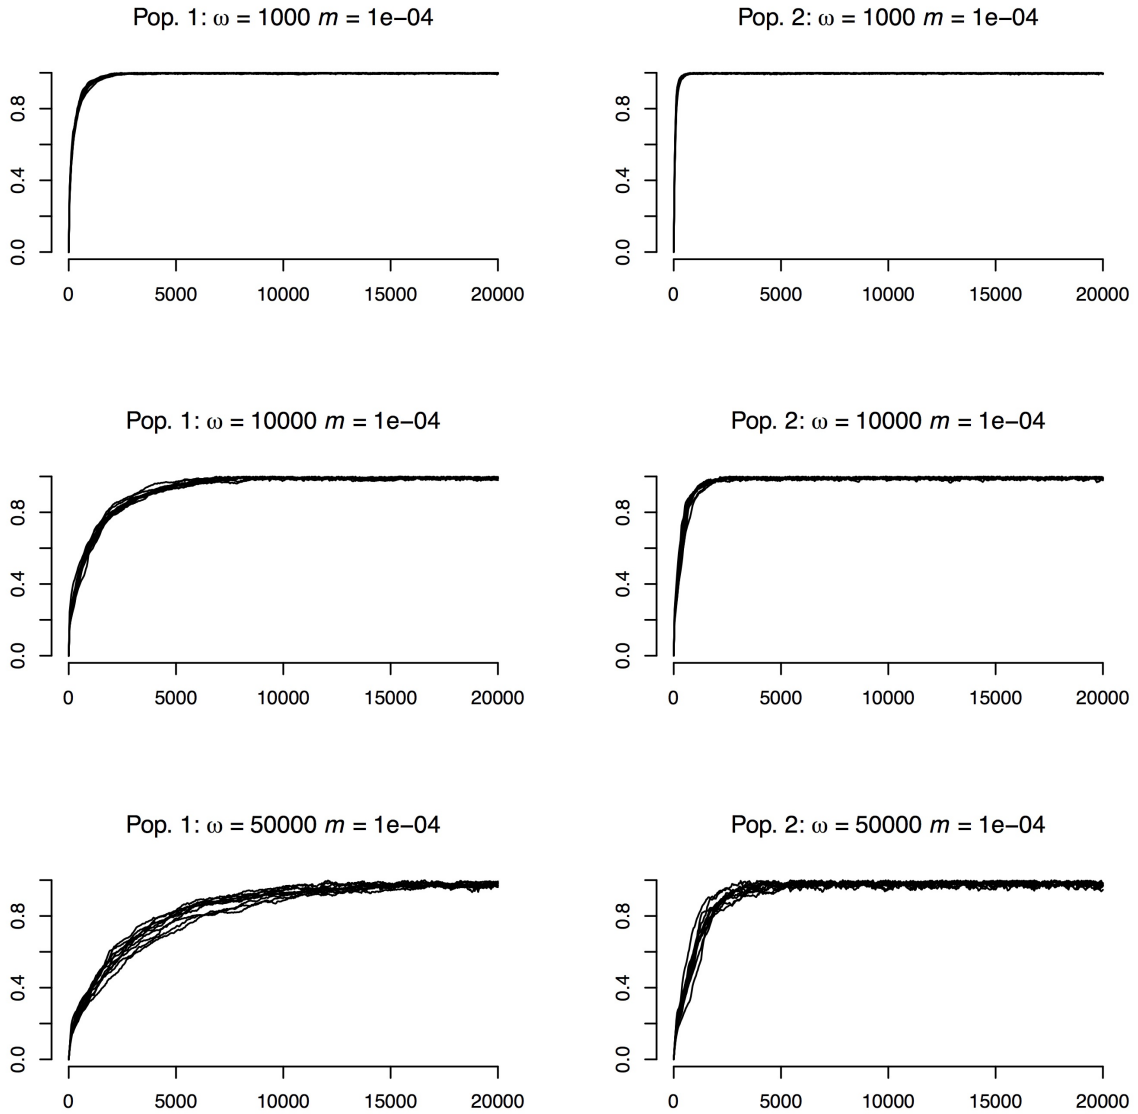 Pop. 1: ω = 1000 m = 1e−04
0.8
0.4
0.0
0 5000 10000 15000 20000
Pop. 2: ω = 1000 m = 1e−04
0.8
0.4
0.0
0 5000 10000 15000 20000
Pop. 1: ω = 10000 m = 1e−04
0.8
0.4
0.0
0 5000 10000 15000 20000
Pop. 2: ω = 10000 m = 1e−04
0.8
0.4
0.0
0 5000 10000 15000 20000
Pop. 1: ω = 50000 m = 1e−04
0.8
0.4
0.0
0 5000 10000 15000 20000
Pop. 2: ω = 50000 m = 1e−04
0.8
0.4
0.0
0 5000 10000 15000 20000